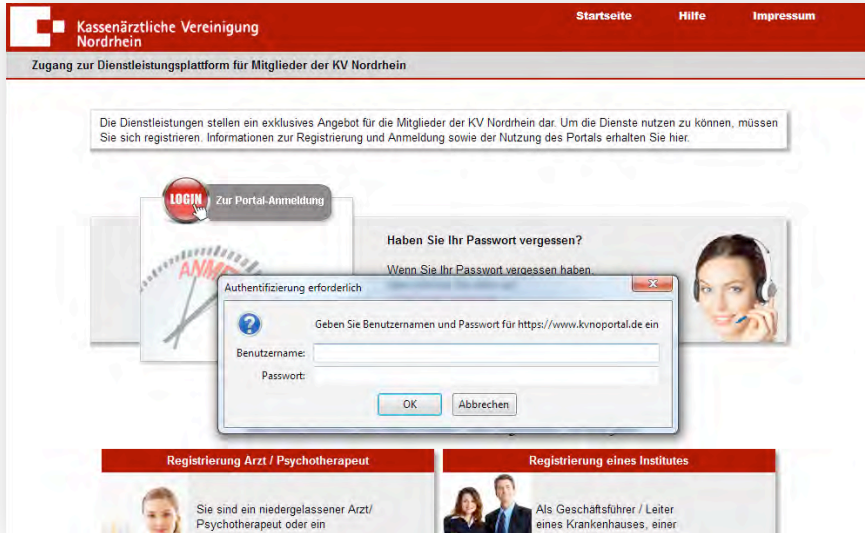 Kassenärztliche Vereinigung
Nordrhein
Startseite Hilfe Impressum
Zugang zur Dienstleistungsplattform für Mitglieder der KV Nordrhein
Die Dienstleistungen stellen ein exklusives Angebot für die Mitglieder der KV Nordrhein dar. Um die Dienste nutzen zu können, müssen
Sie sich registrieren. Informationen zur Registrierung und Anmeldung sowie der Nutzung des Portals erhalten Sie hier.
LOGIN Zur Portal-Anmeldung
Haben Sie Ihr Passwort vergessen?
Wenn Sie Ihr Passwort vergessen haben,
ANM
Authentifizierung erforderlich
Geben Sie Benutzernamen und Passwort für https://www.kvnoportal.de ein
Benutzername:
Passwort:
OK Abbrechen
Registrierung Arzt / Psychotherapeut
Sie sind ein niedergelassener Arzt/
Psychotherapeut oder ein
Registrierung eines Institutes
Als Geschäftsführer / Leiter
eines Krankenhauses, einer